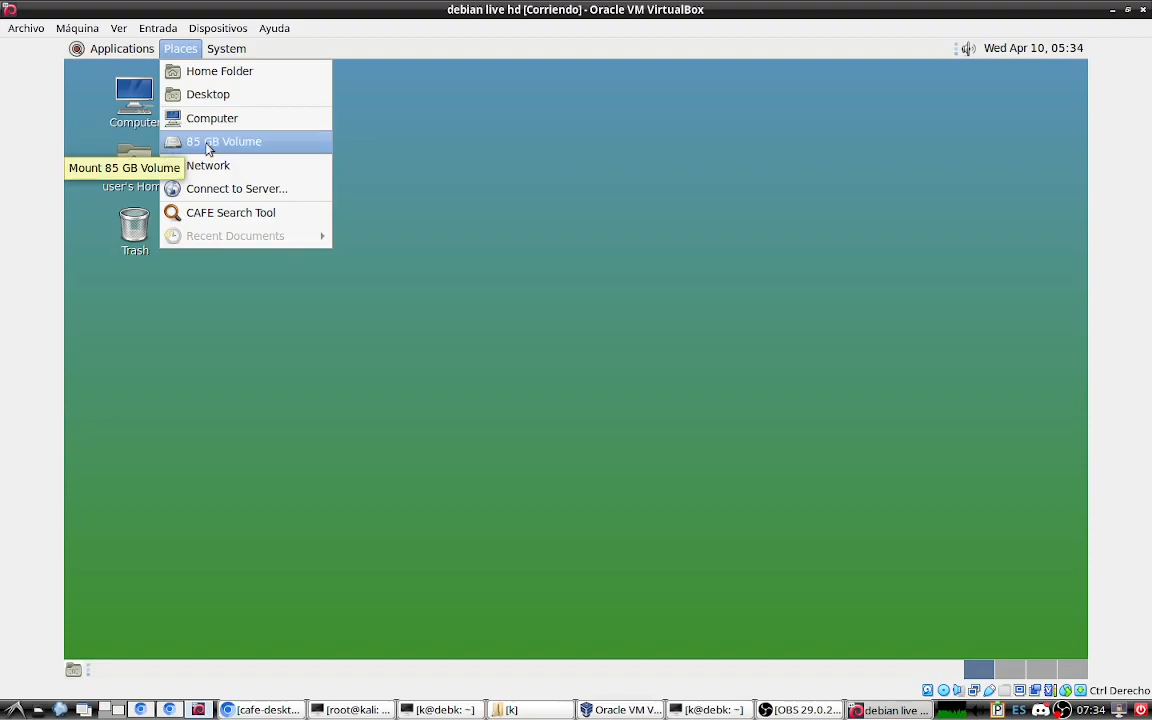 debian live hd [Corriendo] - Oracle VM VirtualBox
Archivo Máquina Ver Entrada Dispositivos Ayuda
Applications Places System Wed Apr 10, 05:34
Home Folder
Desktop
Computer
Computer
85 GB Volume
Mount 85 GB Volume
Network
user's Hom
Connect to Server...
CAFE Search Tool
Recent Documents
Trash
Ctrl Derecho
[cafe-deskt... [root@kali: ... [k@debk: ~] [k] Oracle VM V... [k@debk: ~] [OBS 29.0.2... debian live ... ES 07:34